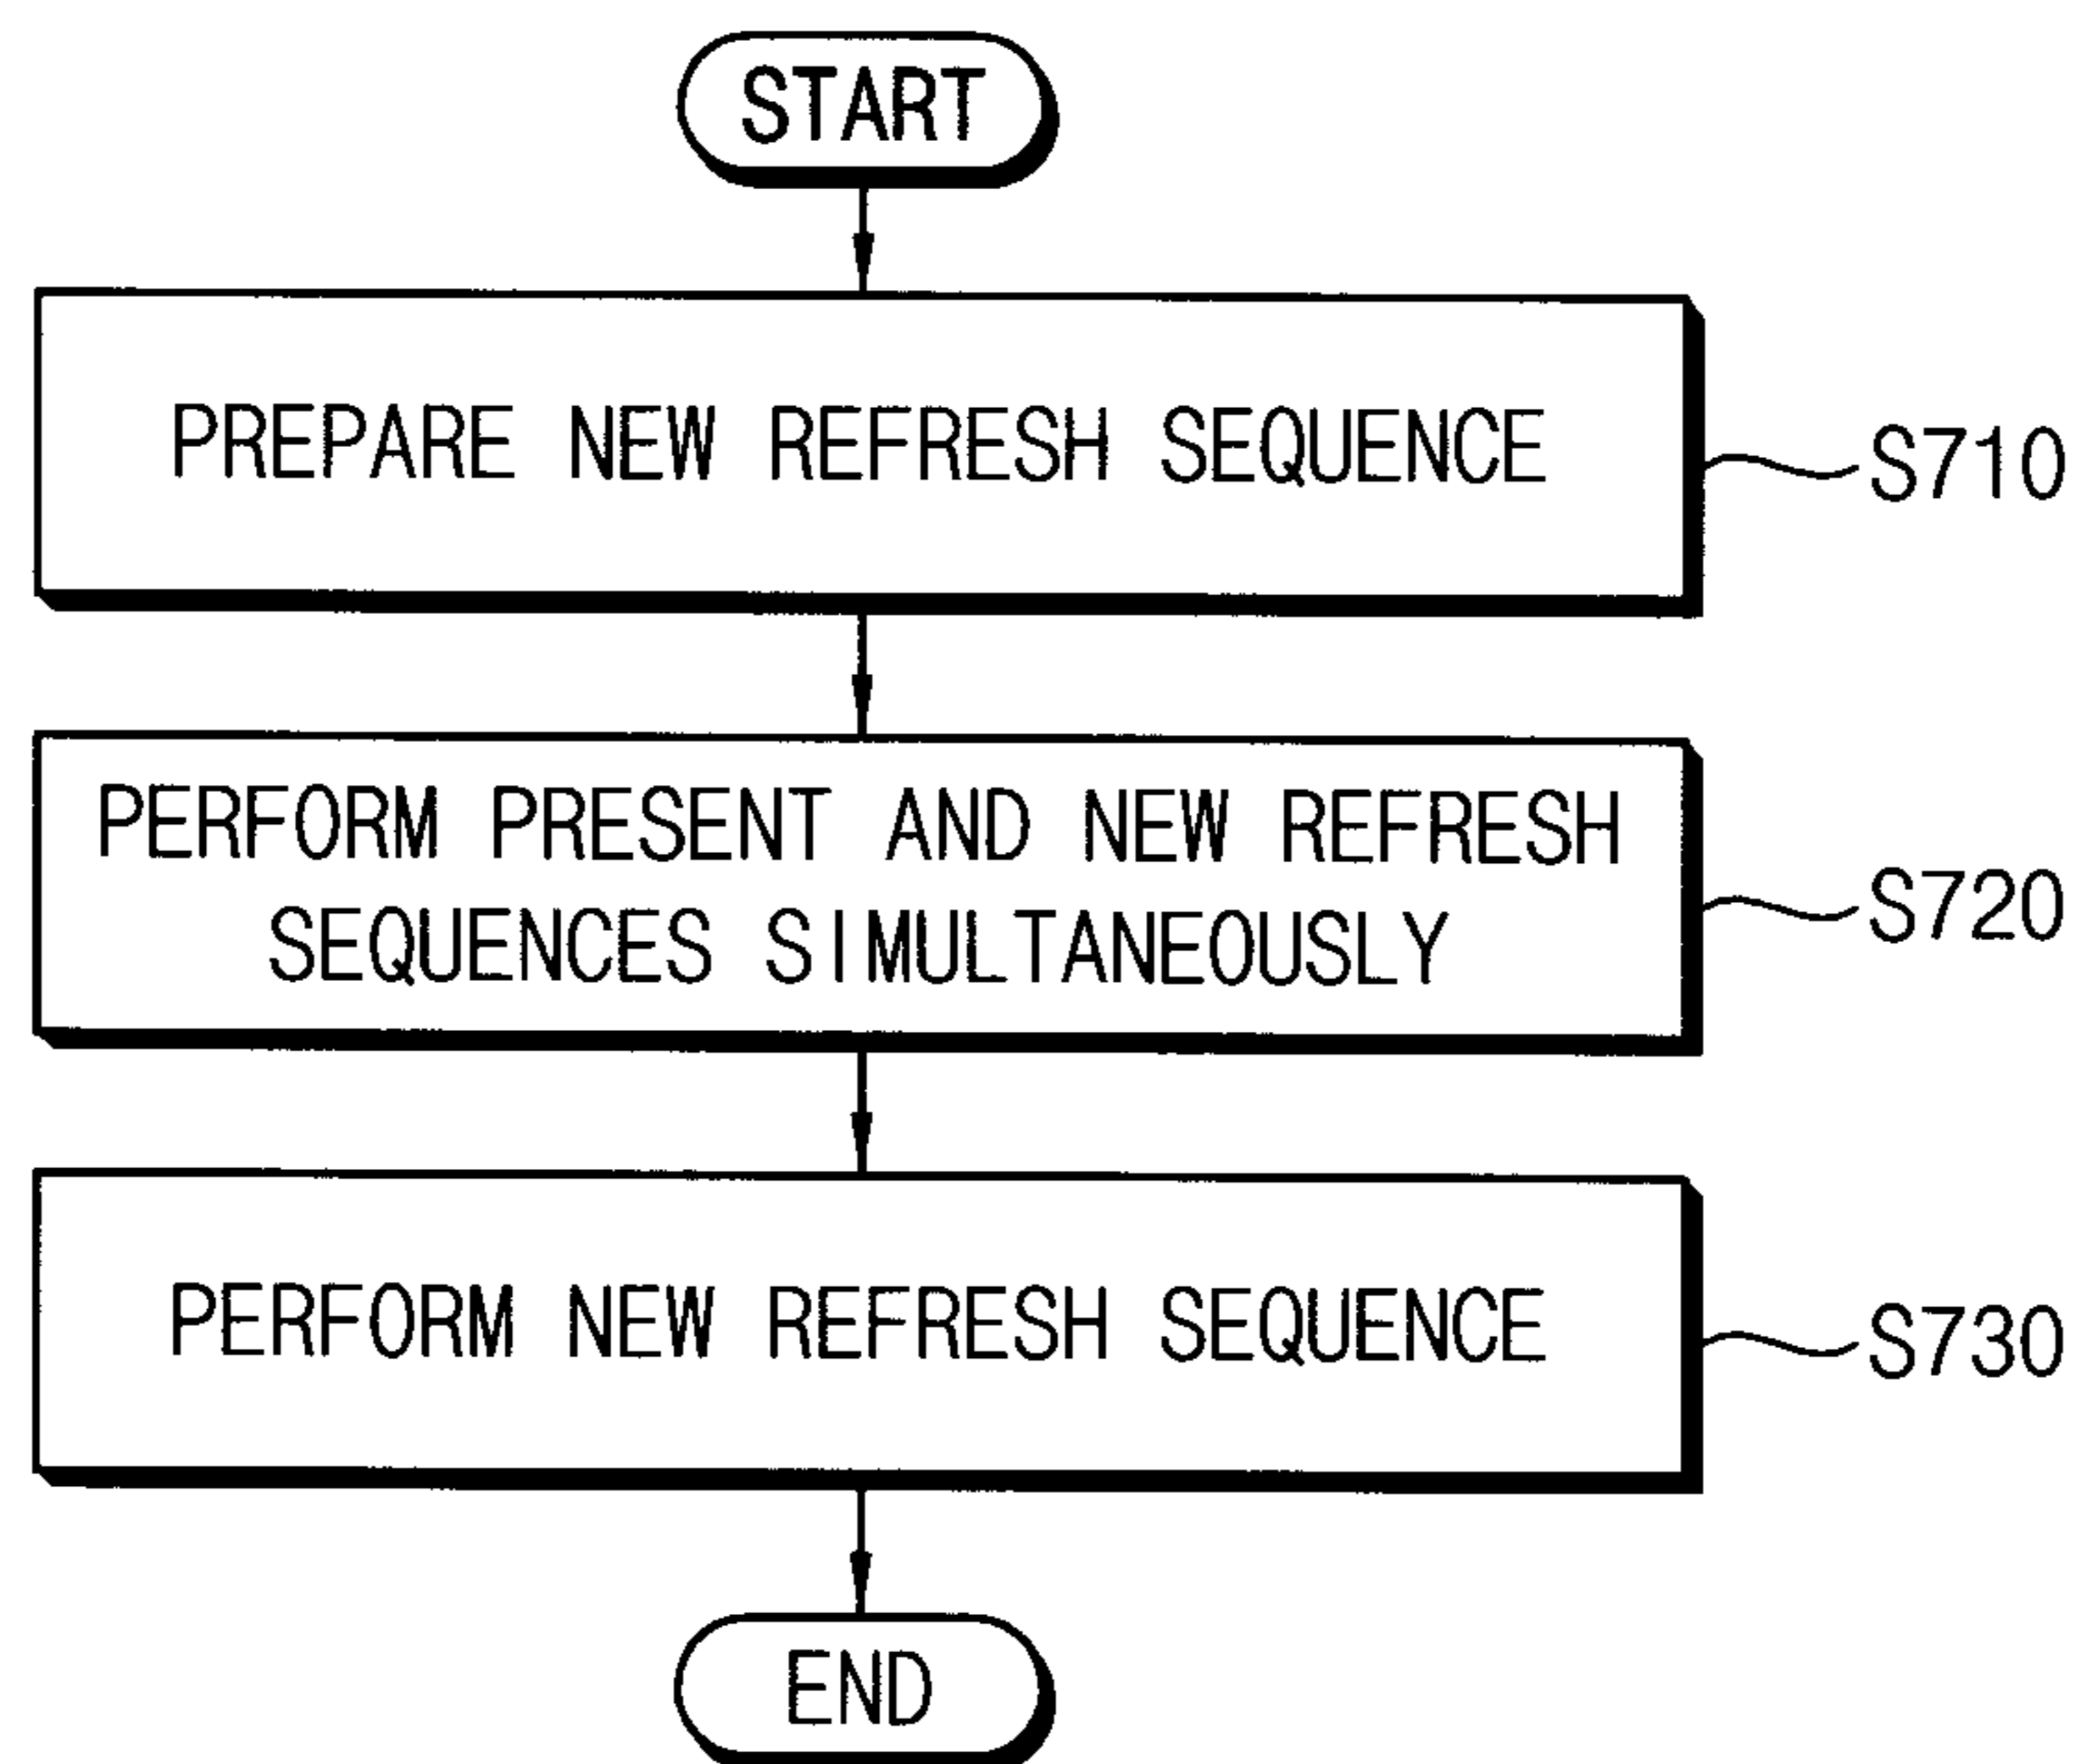 START
PREPARE NEW REFRESH SEQUENCE
S710
PERFORM PRESENT AND NEW REFRESH
SEQUENCES SIMULTANEOUSLY
S720
PERFORM NEW REFRESH SEQUENCE
S730
END